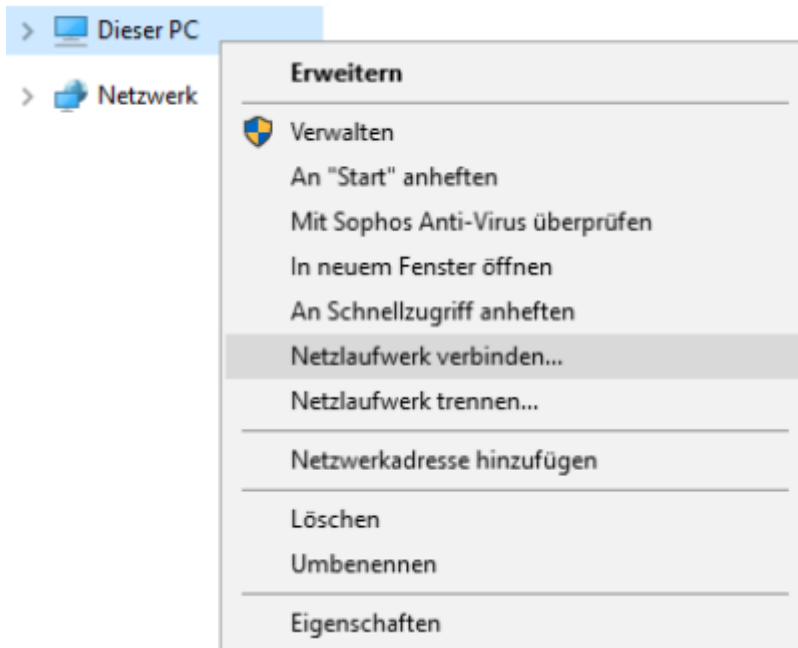 Dieser PC
Netzwerk
Erweitern
Verwalten
An "Start" anheften
Mit Sophos Anti-Virus überprüfen
In neuem Fenster öffnen
An Schnellzugriff anheften
Netzlaufwerk verbinden...
Netzlaufwerk trennen...
Netzwerkadresse hinzufügen
Löschen
Umbenennen
Eigenschaften